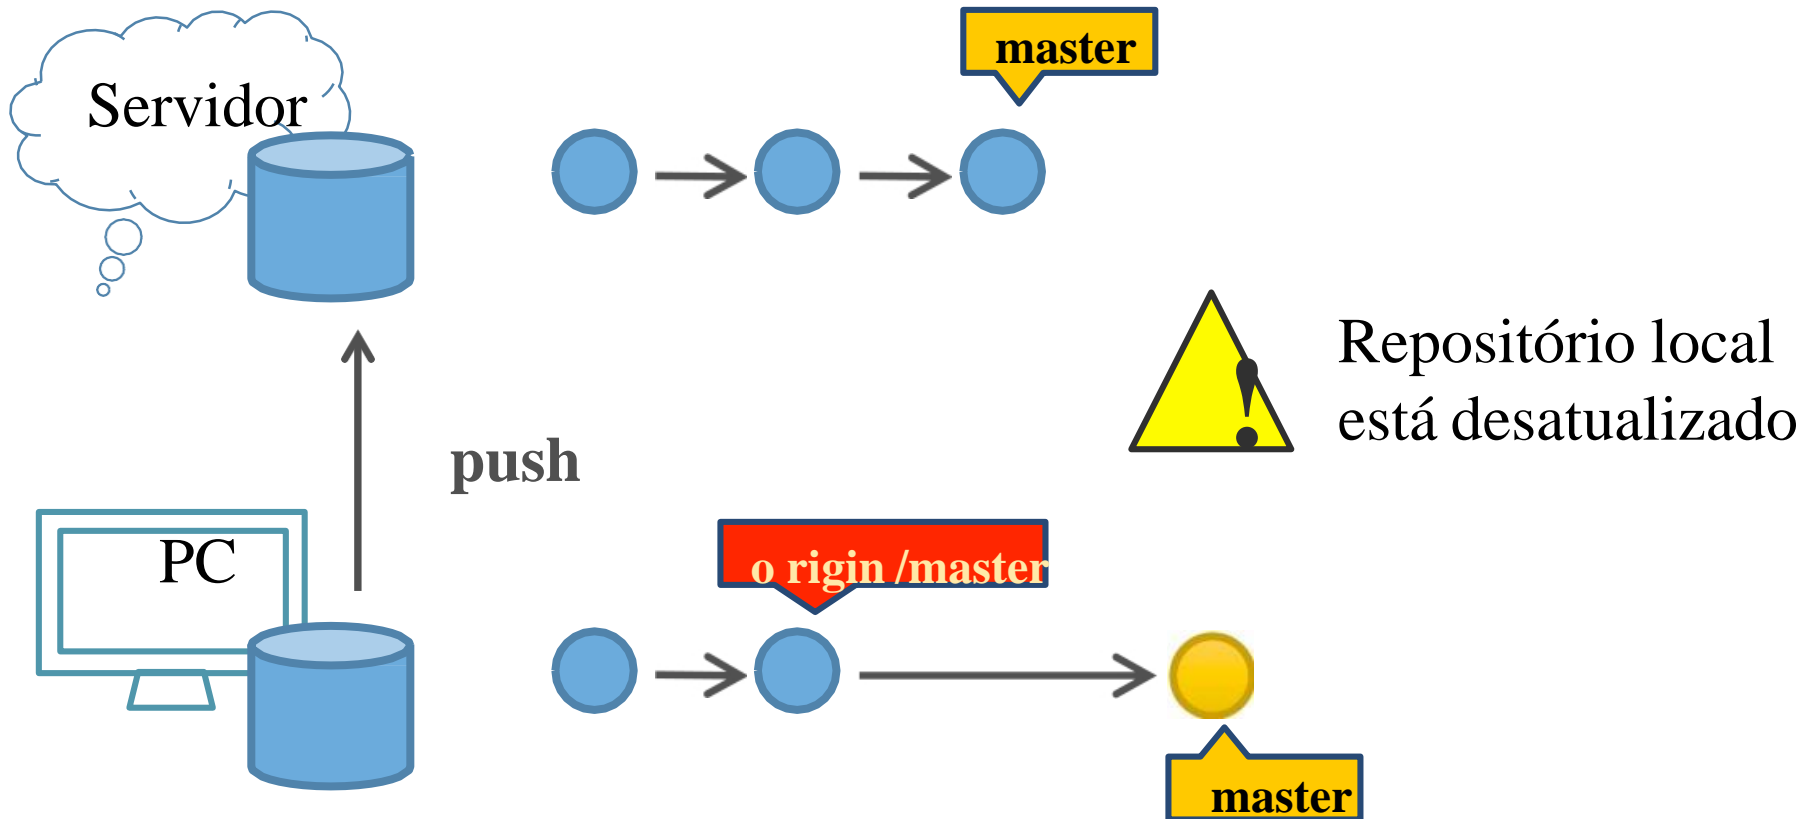 master
Servidor
Repositório local
está desatualizado
!
push
PC
o rigin /master
master